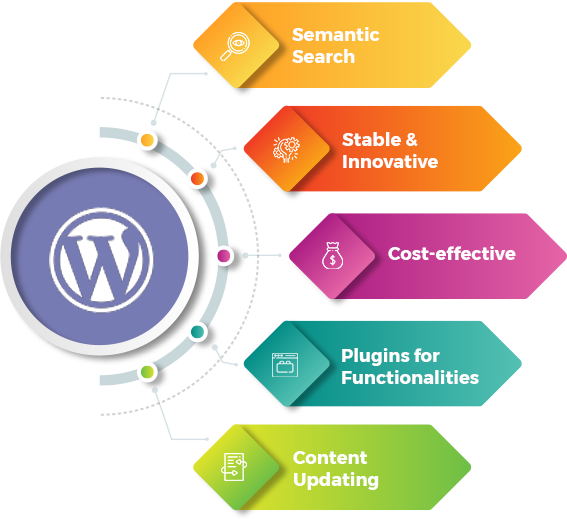 Semantic
Search
Stable &
Innovative
Cost-effective
Plugins for
Functionalities
Content
Updating